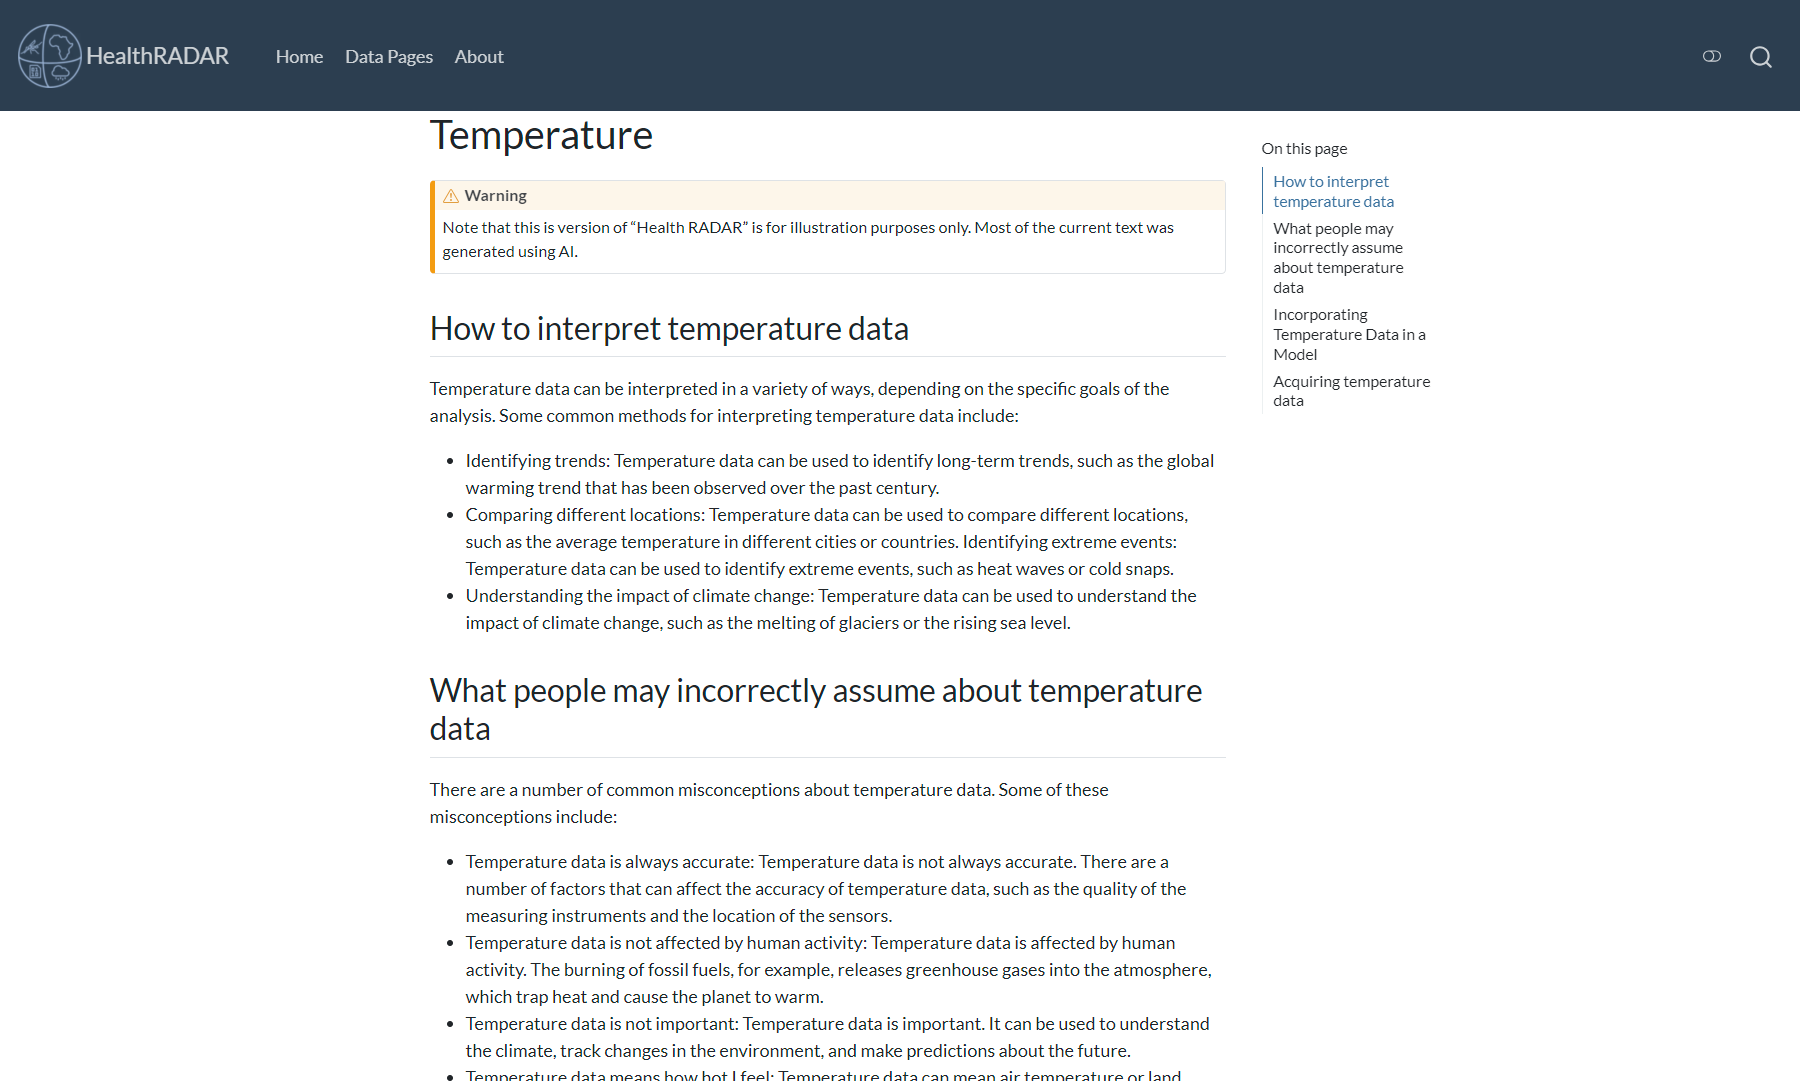 HealthRADAR
Home
Data Pages
About
Temperature
Warning
Note that this is version of “Health RADAR” is for illustration purposes only. Most of the current text was
generated using AI.
How to interpret temperature data
Temperature data can be interpreted in a variety of ways, depending on the specific goals of the
analysis. Some common methods for interpreting temperature data include:
• Identifying trends: Temperature data can be used to identify long-term trends, such as the global
warming trend that has been observed over the past century.
• Comparing different locations: Temperature data can be used to compare different locations,
such as the average temperature in different cities or countries. Identifying extreme events:
Temperature data can be used to identify extreme events, such as heat waves or cold snaps.
• Understanding the impact of climate change: Temperature data can be used to understand the
impact of climate change, such as the melting of glaciers or the rising sea level.
What people may incorrectly assume about temperature
data
There are a number of common misconceptions about temperature data. Some of these
misconceptions include:
• Temperature data is always accurate: Temperature data is not always accurate. There are a
number of factors that can affect the accuracy of temperature data, such as the quality of the
measuring instruments and the location of the sensors.
• Temperature data is not affected by human activity: Temperature data is affected by human
activity. The burning of fossil fuels, for example, releases greenhouse gases into the atmosphere,
which trap heat and cause the planet to warm.
• Temperature data is not important: Temperature data is important. It can be used to understand
the climate, track changes in the environment, and make predictions about the future.
• Temperature data means how hot I feel: Temperature data can mean air temperature or land
On this page
How to interpret
temperature data
What people may
incorrectly assume
about temperature
data
Incorporating
Temperature Data in a
Model
Acquiring temperature
data